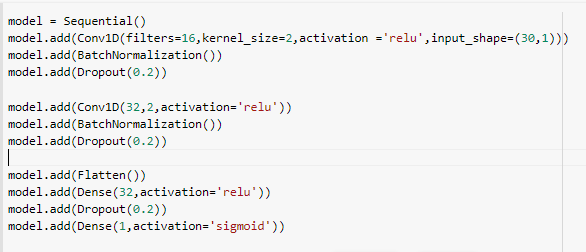 model = Sequential()
model.add(Conv1D(filters=16,kernel_size=2,activation ='relu',input_shape=(30,1)))
model.add(BatchNormalization())
model.add(Dropout(0.2))
model.add(Conv1D(32,2,activation='relu'))
model.add(BatchNormalization())
model.add(Dropout(0.2))
model.add(Flatten())
model.add(Dense(32,activation='relu'))
model.add(Dropout(0.2))
model.add(Dense(1,activation='sigmoid'))